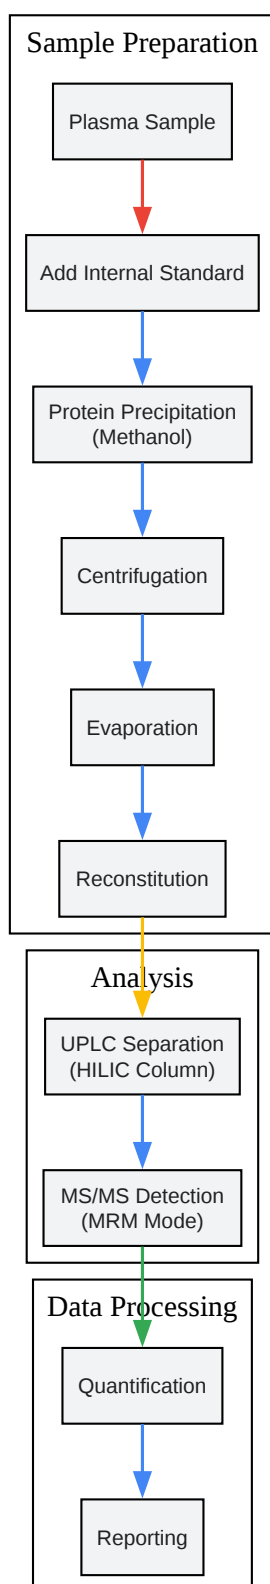 Sample Preparation
Plasma Sample
Add Internal Standard
Protein Precipitation
(Methanol)
Centrifugation
Evaporation
Reconstitution
Analysis
UPLC Separation
(HILIC Column)
MS/MS Detection
(MRM Mode)
Data Processing
Quantification
Reporting